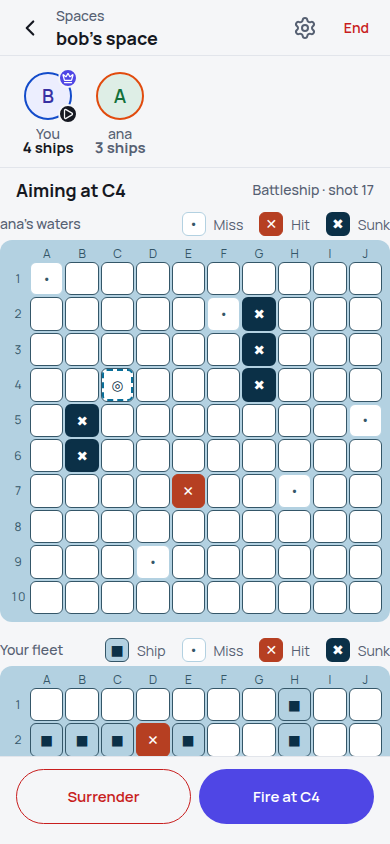 Spaces
bob's space
End
B
A
You
ana
4 ships
3 ships
Aiming at C4
Battleship · shot 17
ana's waters
Miss
Hit
Sunk
A B C D E F G H I J
1
2
3
4
5
6
7
8
9
10
Your fleet
Ship
Miss
Hit
Sunk
A B C D E F G H I J
1
2
Surrender
Fire at C4